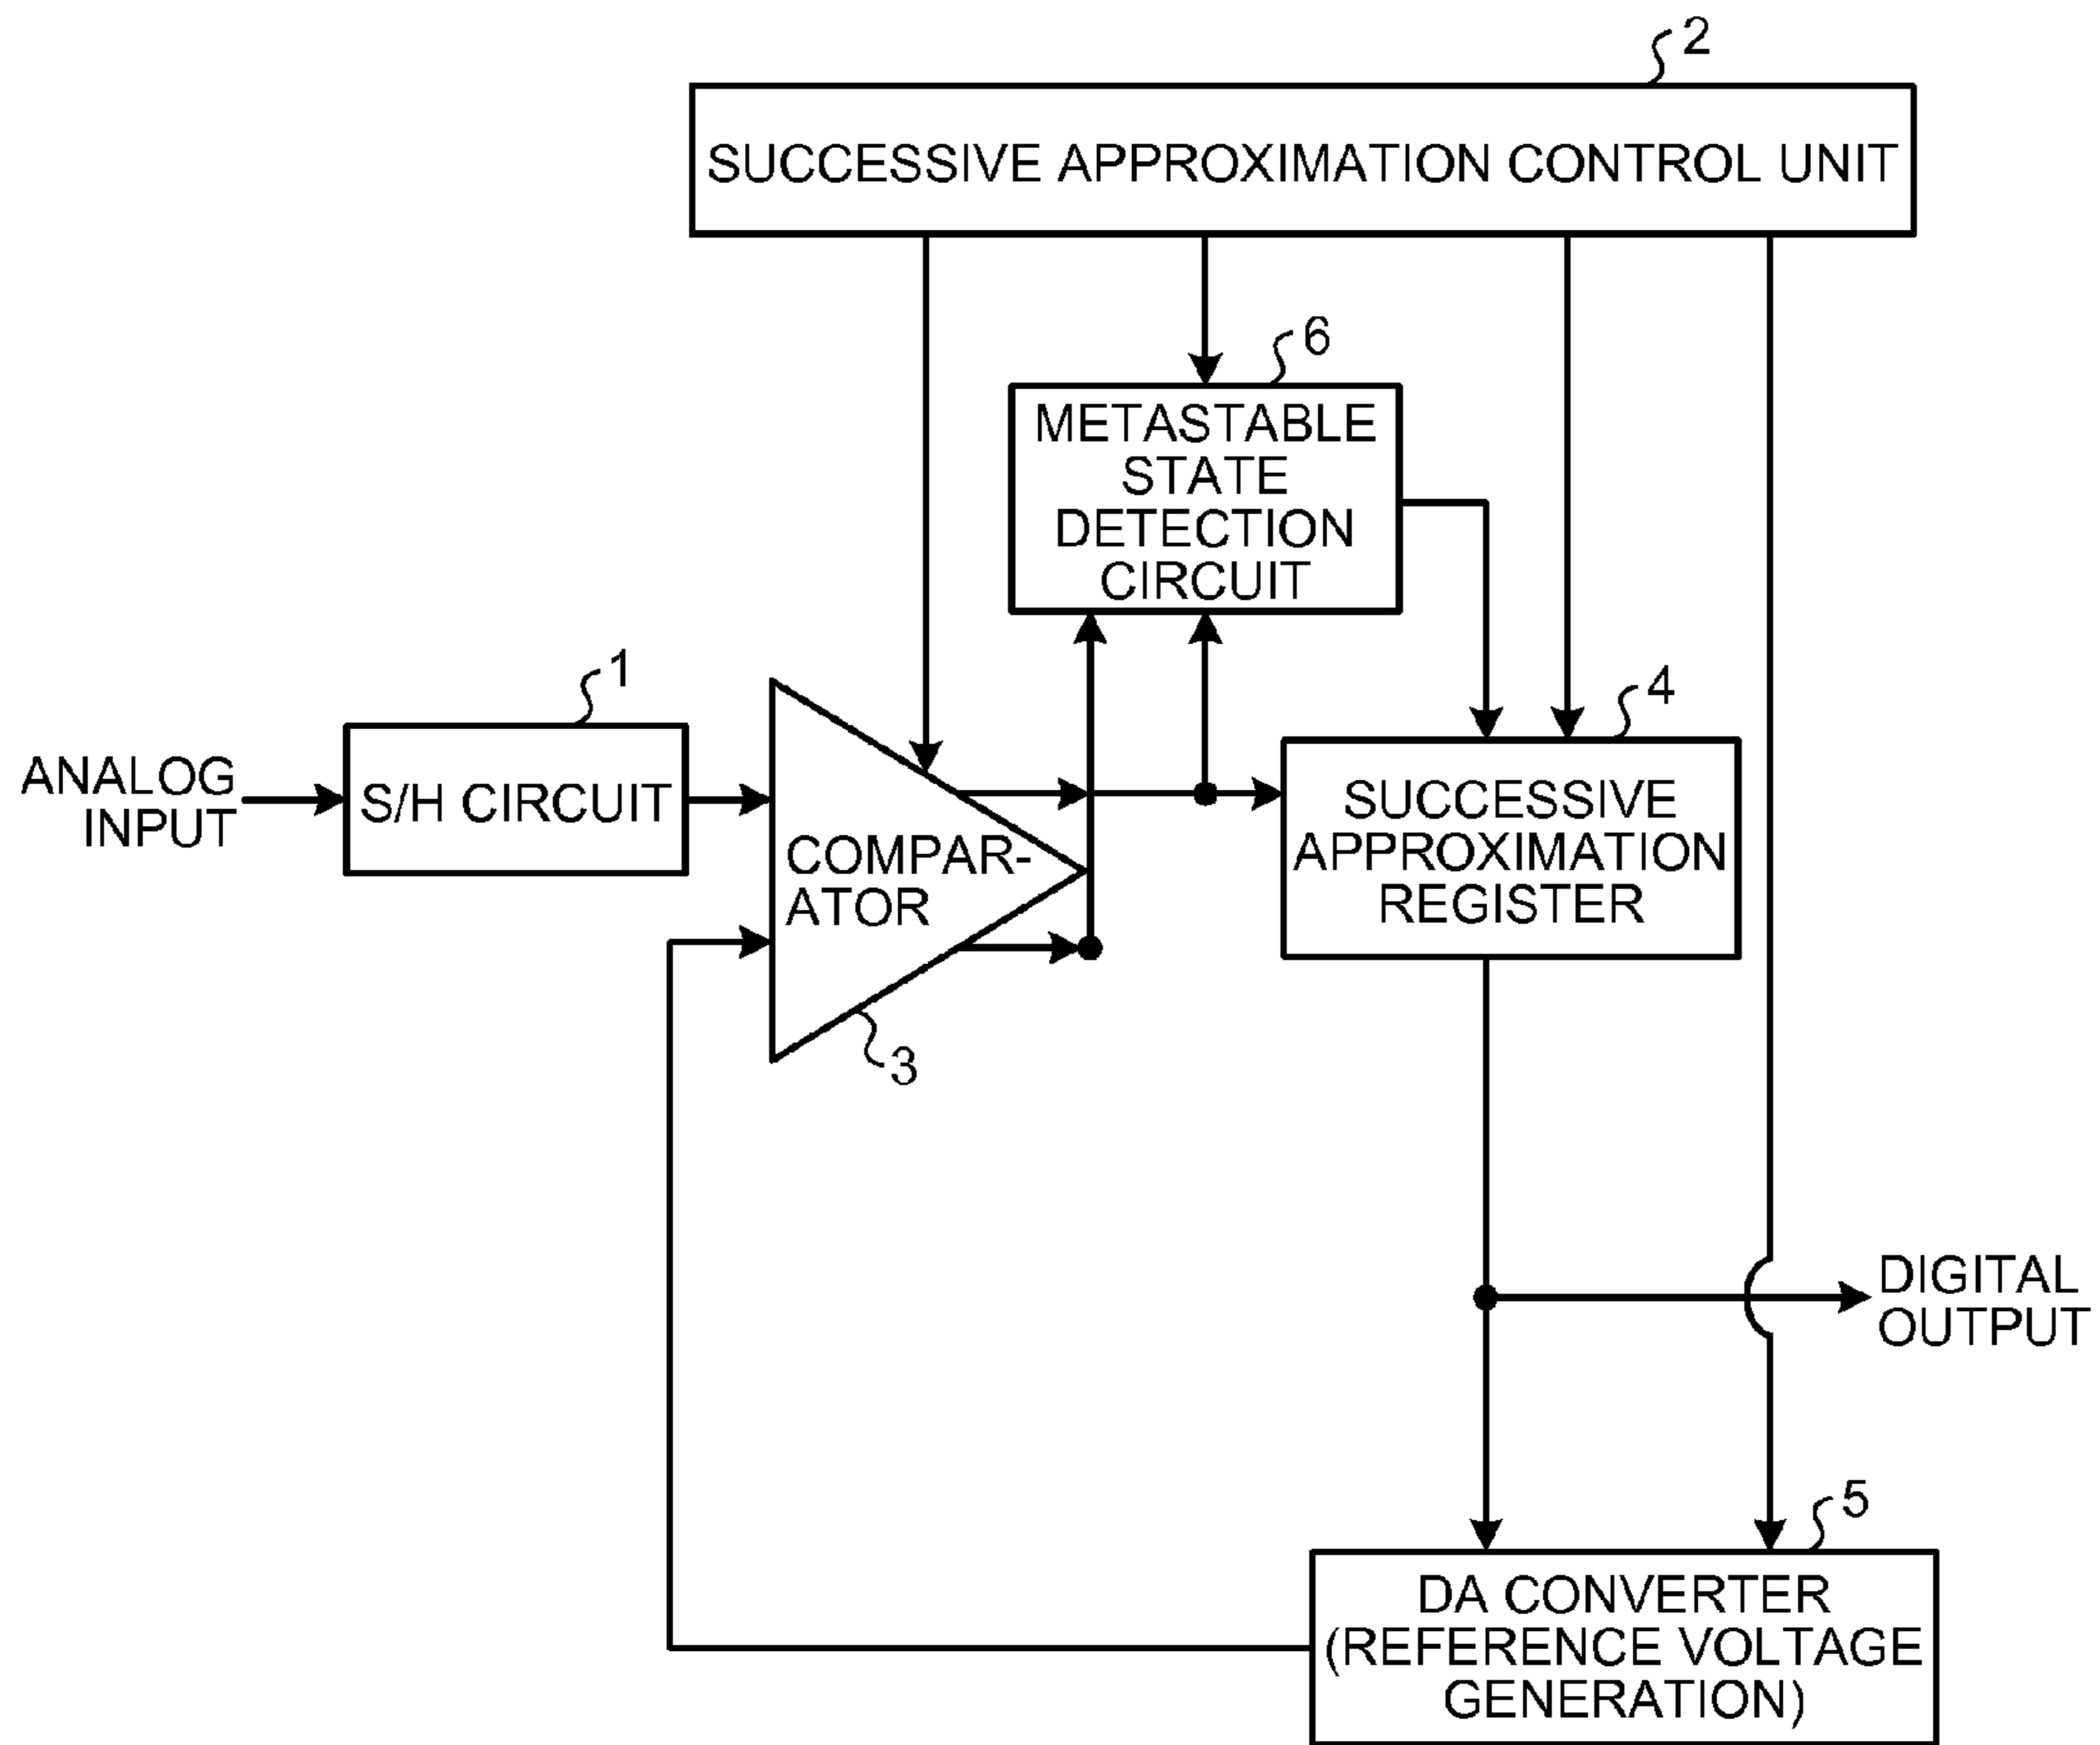 2
SUCCESSIVE APPROXIMATION CONTROL UNIT
6
METASTABLE
STATE
DETECTION
CIRCUIT
1
4
ANALOG
INPUT
S/H CIRCUIT
COMPAR-
ATOR
3
SUCCESSIVE
APPROXIMATION
REGISTER
DIGITAL
OUTPUT
5
DA CONVERTER
(REFERENCE VOLTAGE
GENERATION)